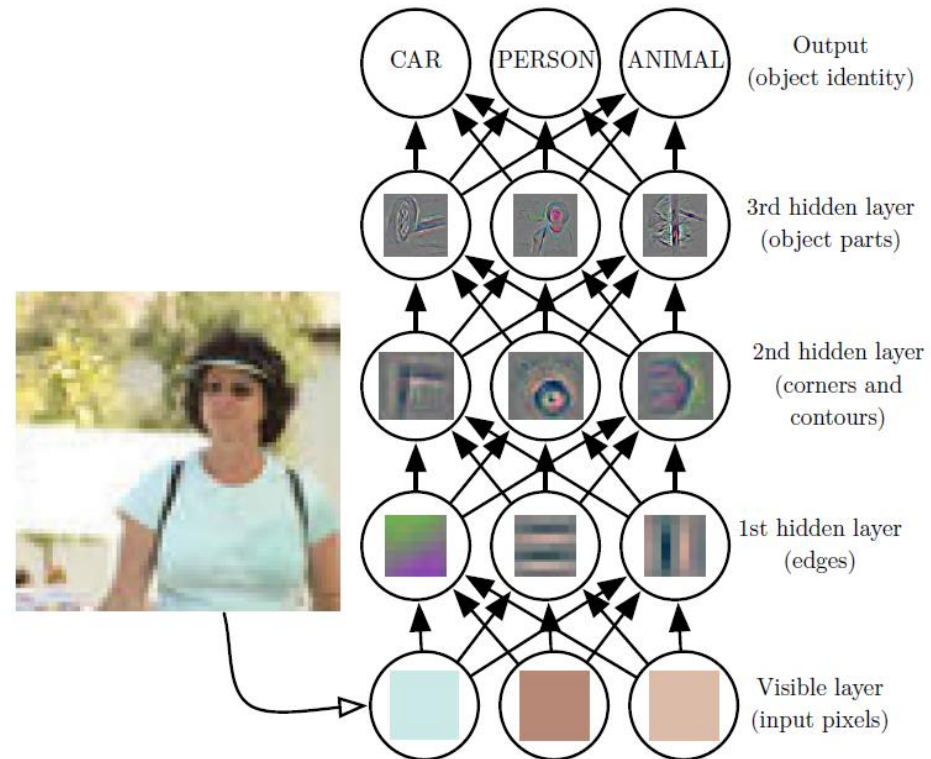 CAR
PERSON
ANIMAL
Output
(object identity)
3rd hidden layer
(object parts)
2nd hidden layer
(corners and
contours)
1st hidden layer
(edges)
Visible layer
(input pixels)